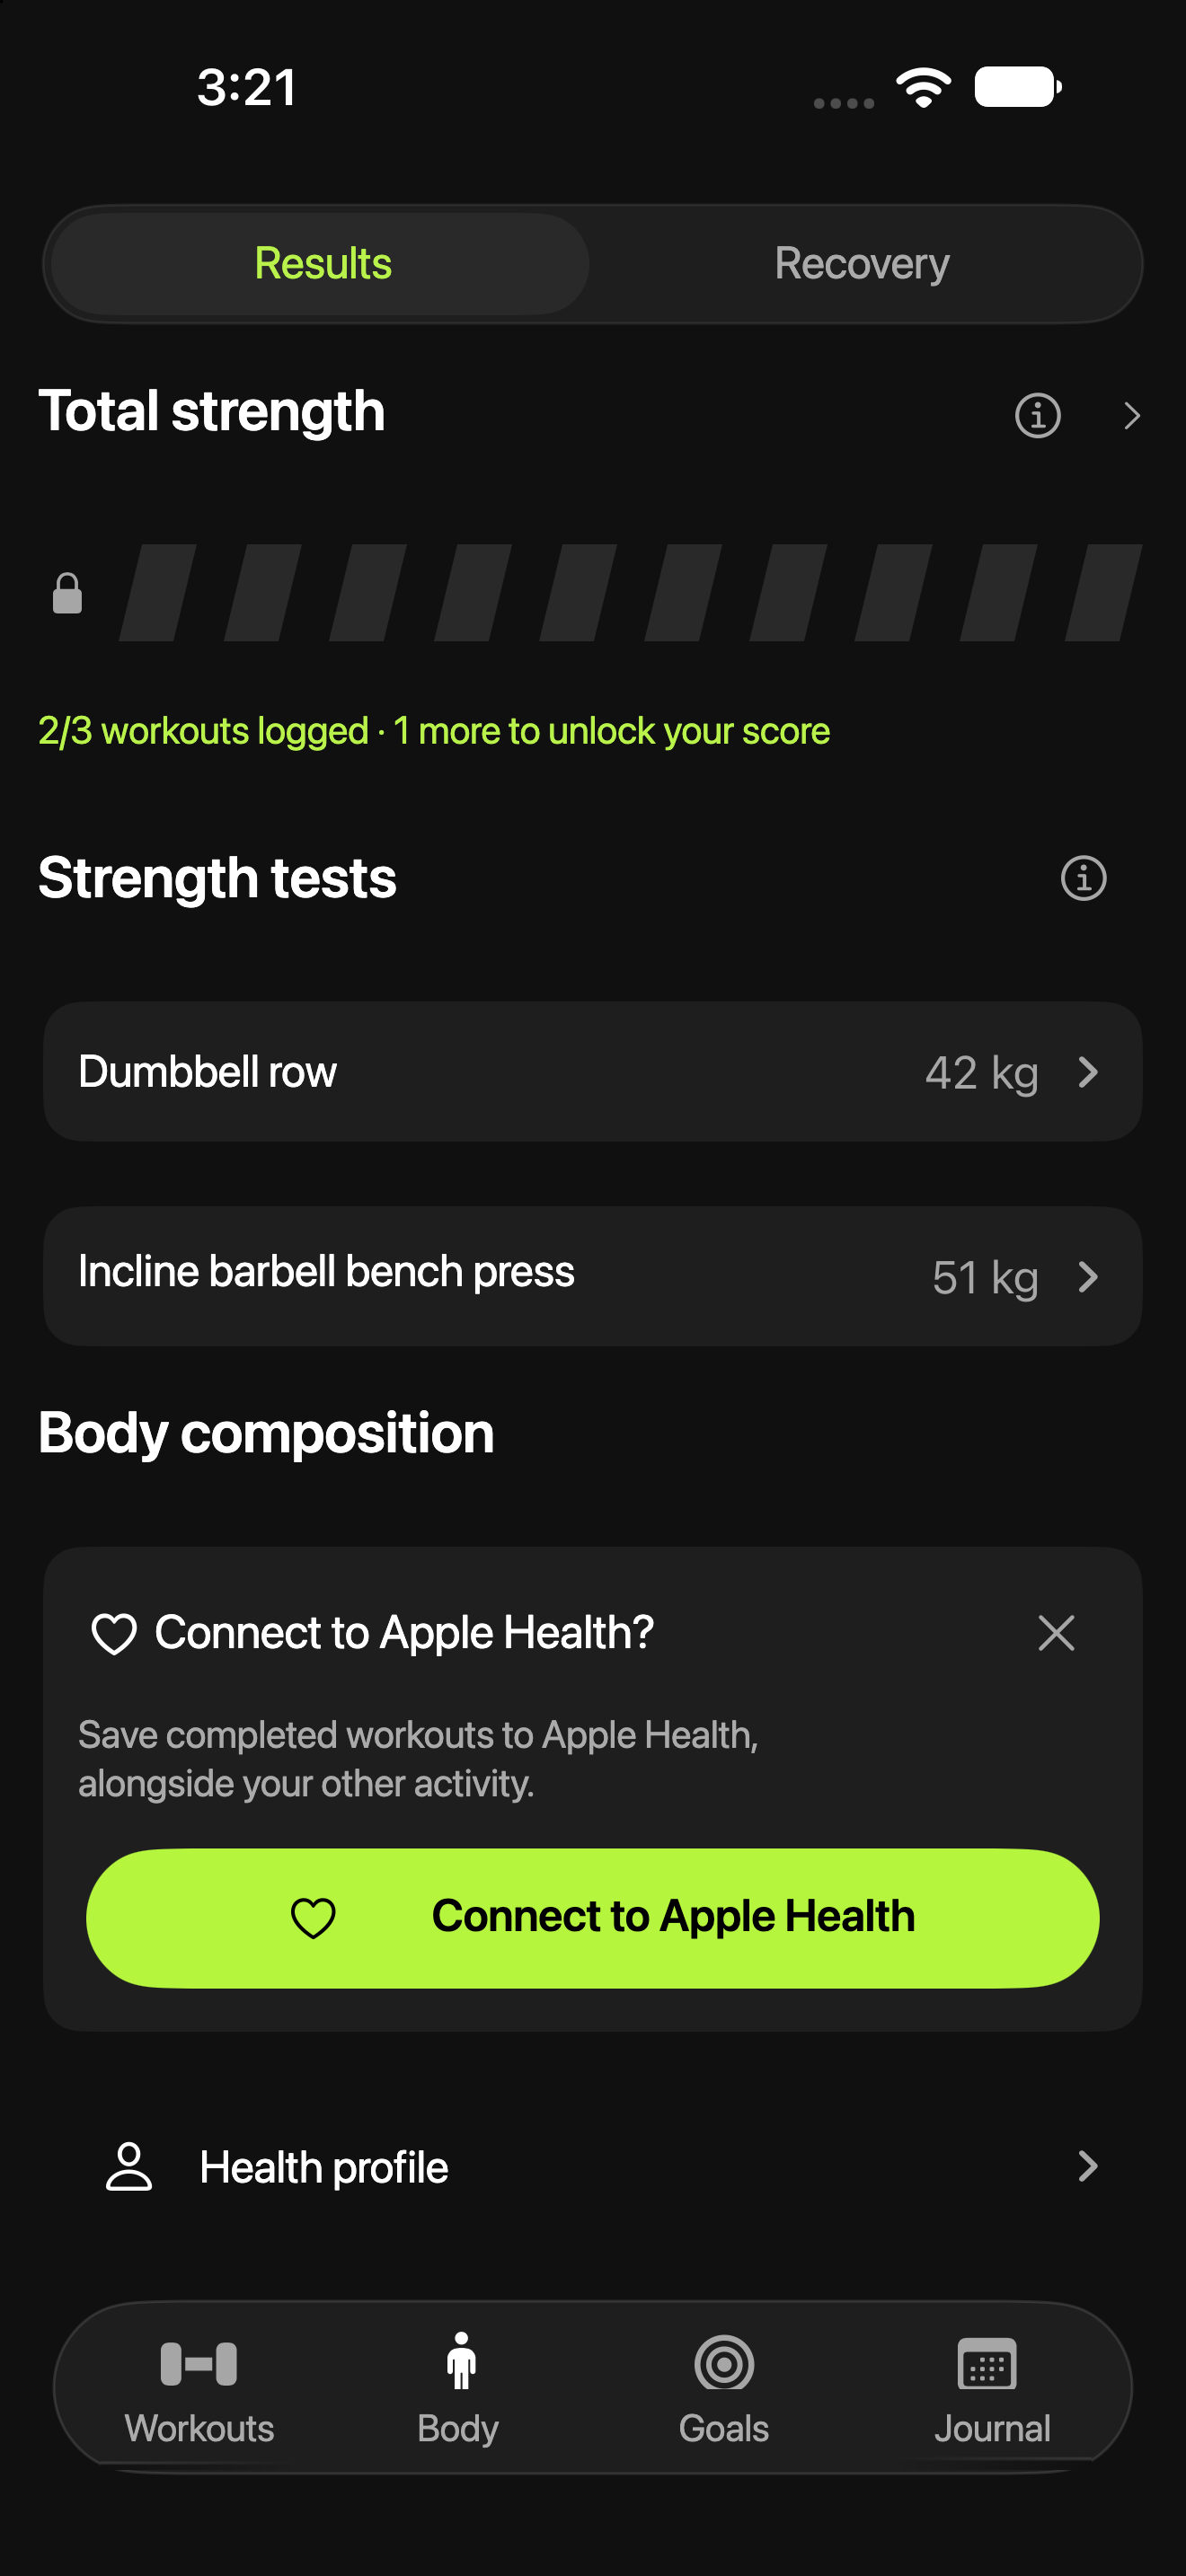 3:21
Results
Recovery
Total strength
2/3 workouts logged · 1 more to unlock your score
Strength tests
Dumbbell row
42 kg
Incline barbell bench press
51 kg
Body composition
Connect to Apple Health?
Save completed workouts to Apple Health,
alongside your other activity.
Connect to Apple Health
Health profile
Workouts
Body
Goals
Journal